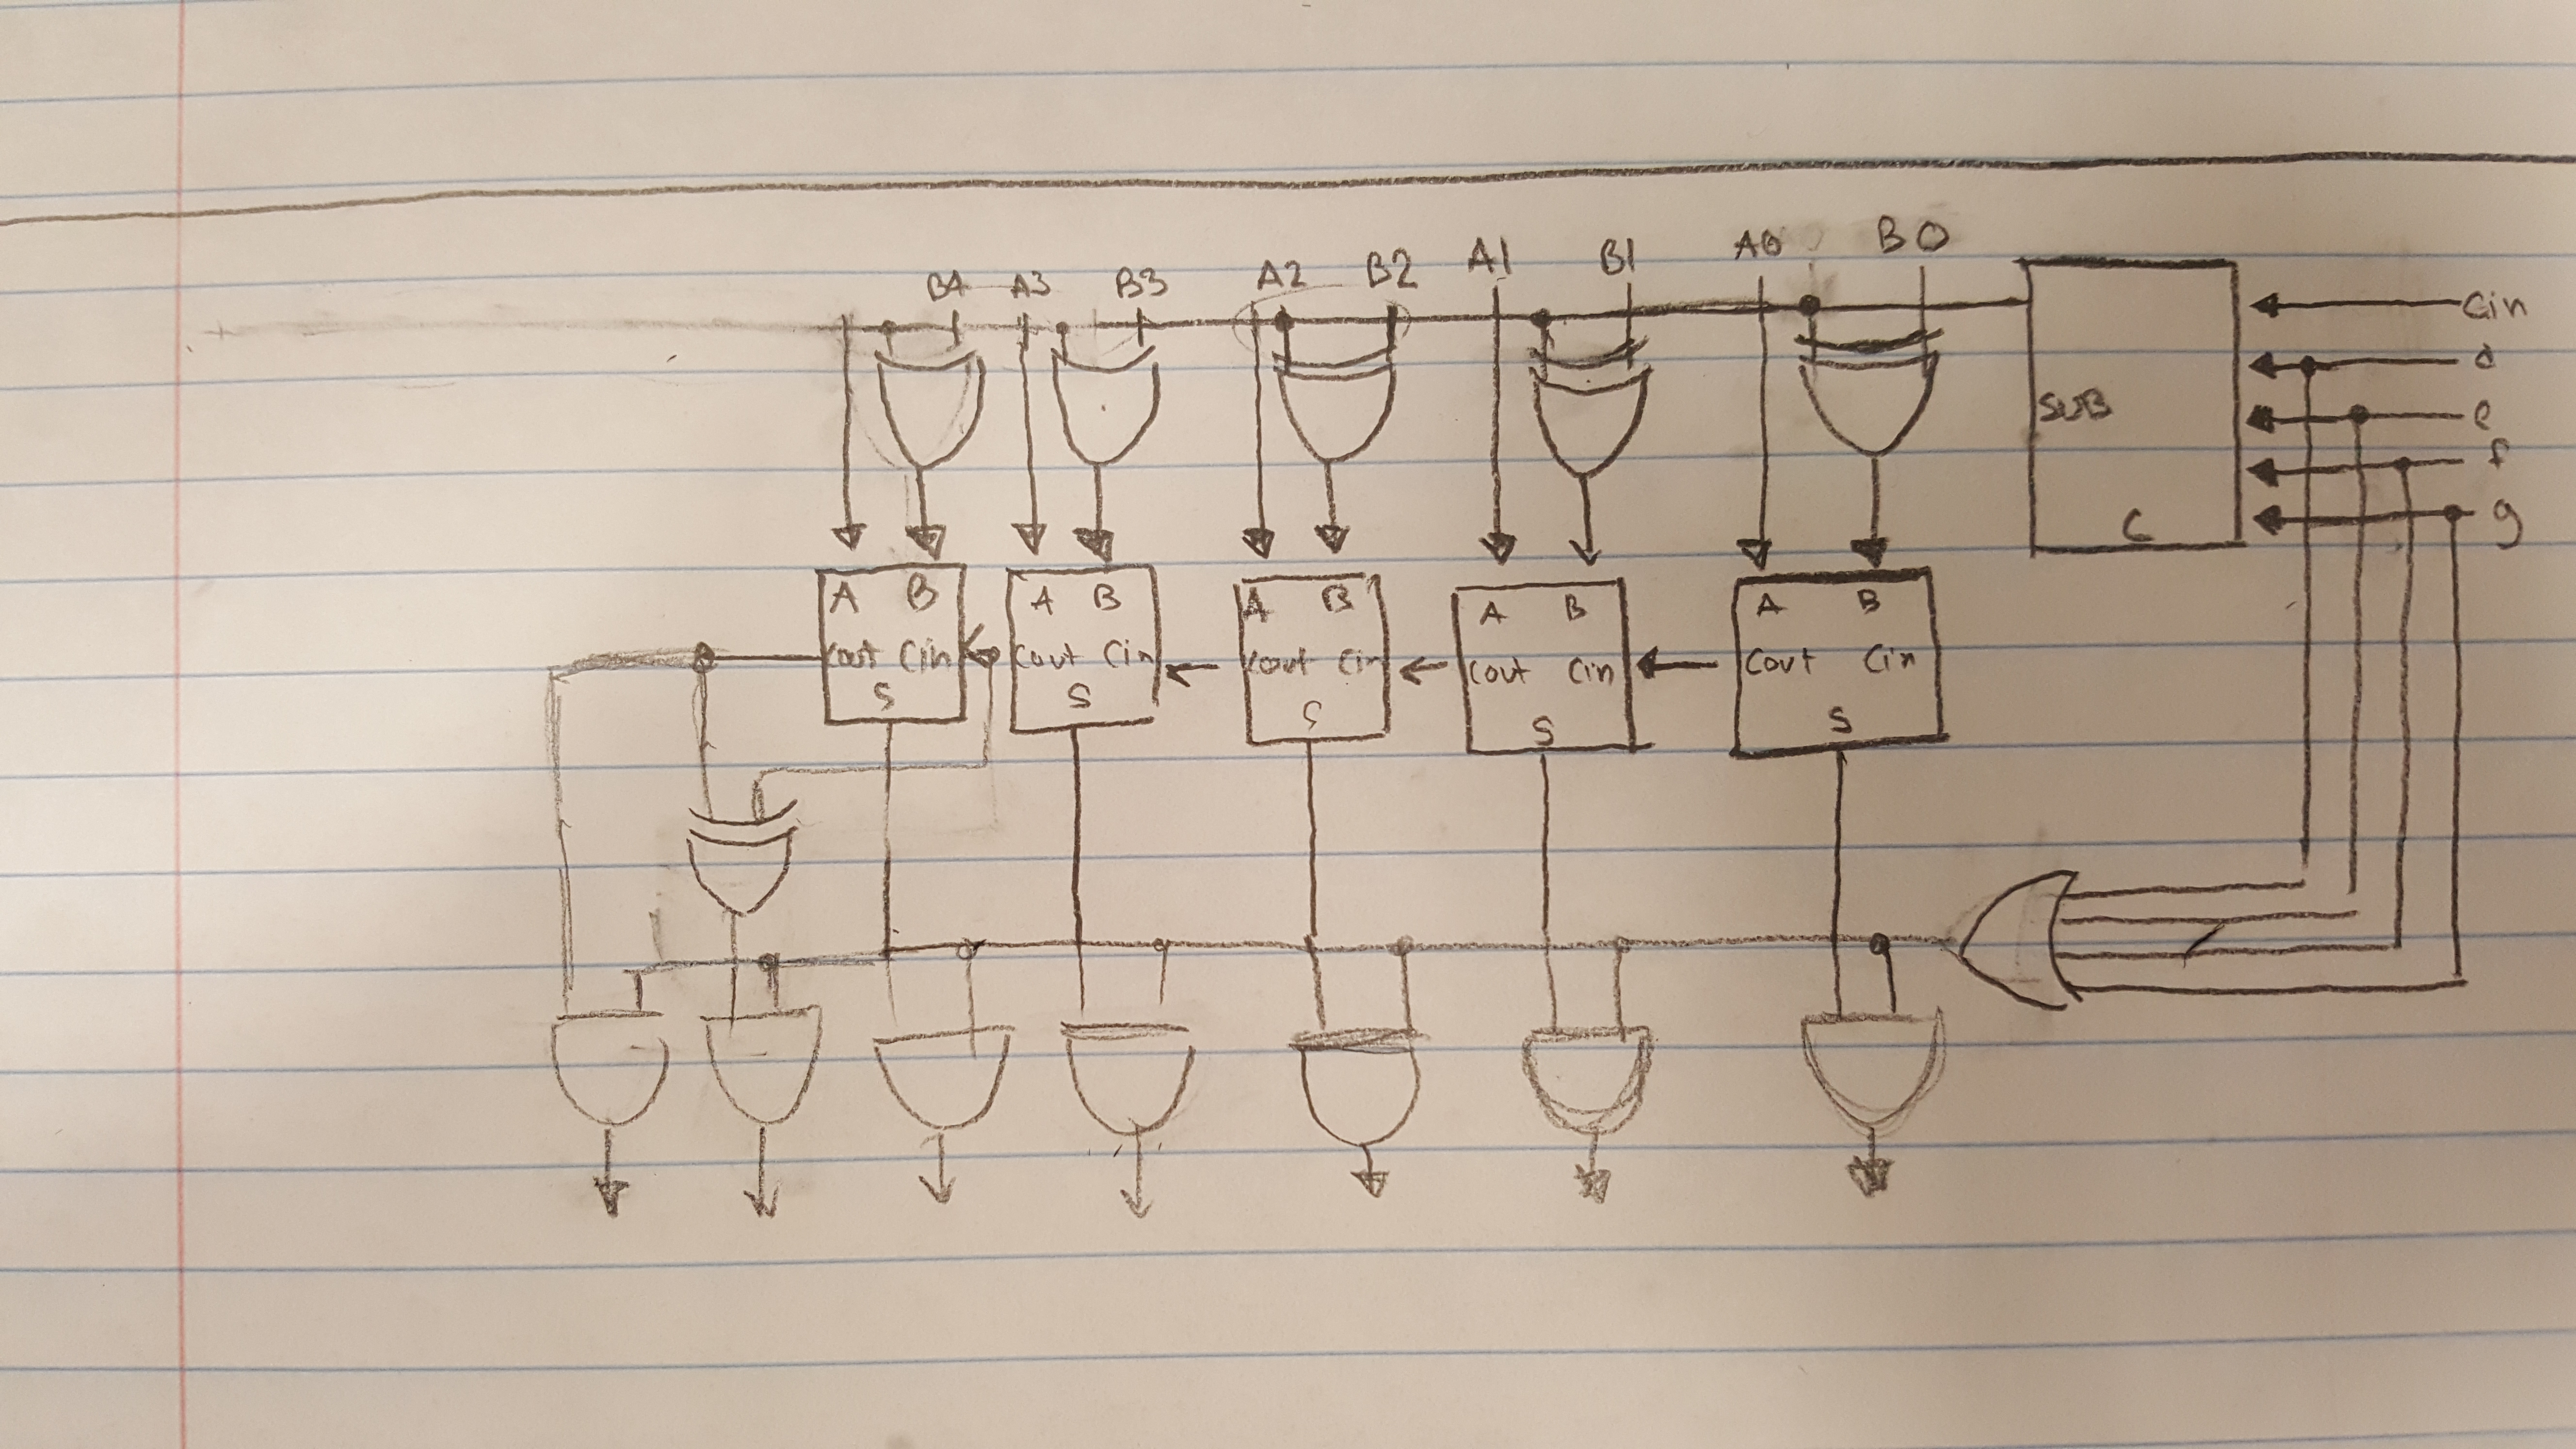 B4 A3 B3 A2 B2 A1 B1 A0 B0
Cin
d
e
f
g
SUB
C
A B A B A B A B A B
Cout Cin Cout Cin Cout Cin Cout Cin Cout Cin
S S S S S